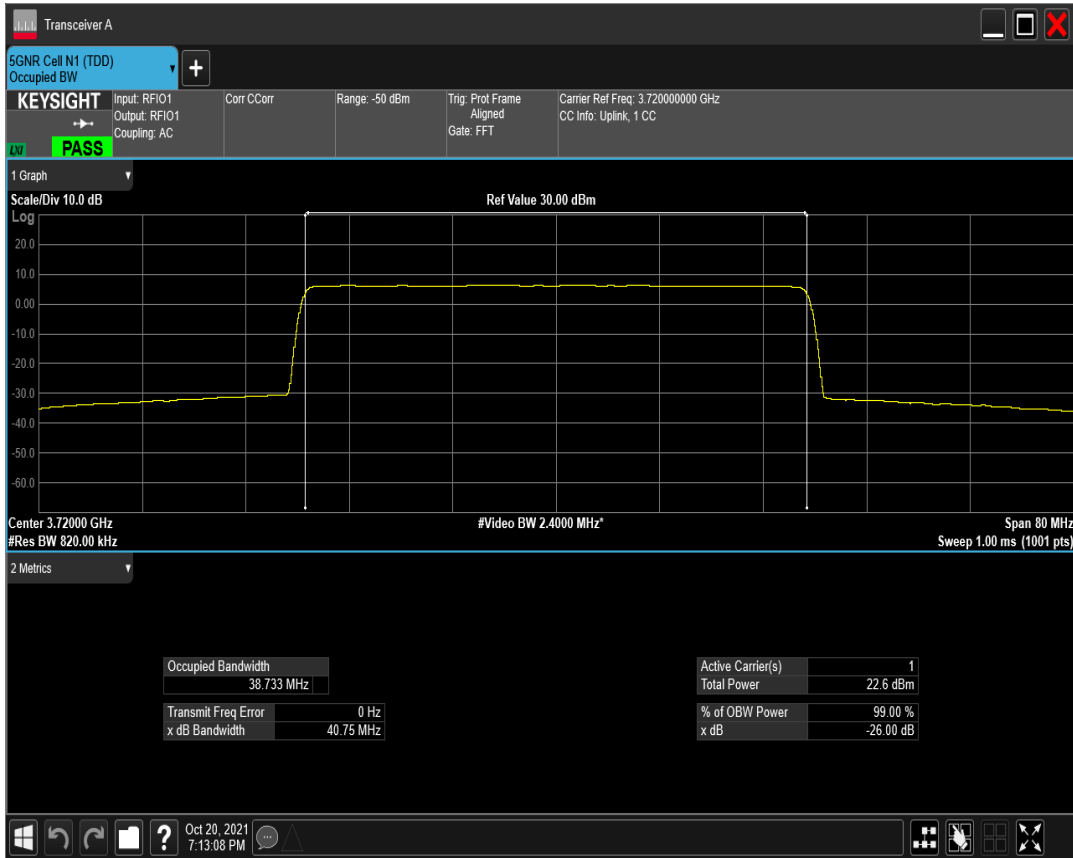 Transceiver A
5GNR Cell N1 (TDD)
Occupied BW
+
KEYSIGHT
LXI
PASS
Input: RFIO1
Output: RFIO1
Coupling: AC
Corr CCorr
Range: -50 dBm
Trig: Prot Frame
Aligned
Gate: FFT
Carrier Ref Freq: 3.720000000 GHz
CC Info: Uplink, 1 CC
1 Graph
Scale/Div 10.0 dB
Ref Value 30.00 dBm
Log
20.0
10.0
0.00
-10.0
-20.0
-30.0
-40.0
-50.0
-60.0
Center 3.72000 GHz
#Video BW 2.4000 MHz*
Span 80 MHz
#Res BW 820.00 kHz
Sweep 1.00 ms (1001 pts)
2 Metrics
Occupied Bandwidth
38.733 MHz
Transmit Freq Error 0 Hz
x dB Bandwidth 40.75 MHz
Active Carrier(s) 1
Total Power 22.6 dBm
% of OBW Power 99.00 %
x dB -26.00 dB
?
Oct 20, 2021
7:13:08 PM